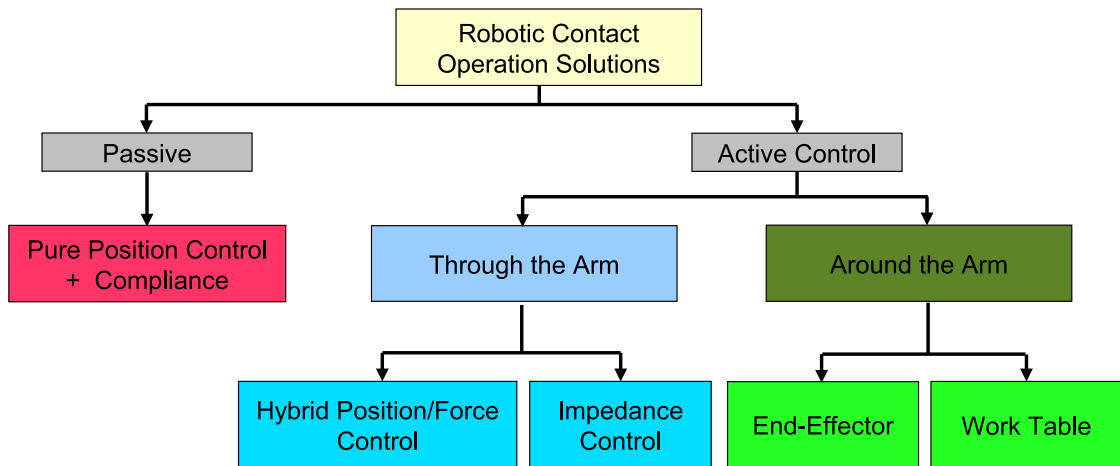 Robotic Contact
Operation Solutions
Passive
Active Control
Pure Position Control
+ Compliance
Through the Arm
Around the Arm
Hybrid Position/Force
Control
Impedance
Control
End-Effector
Work Table